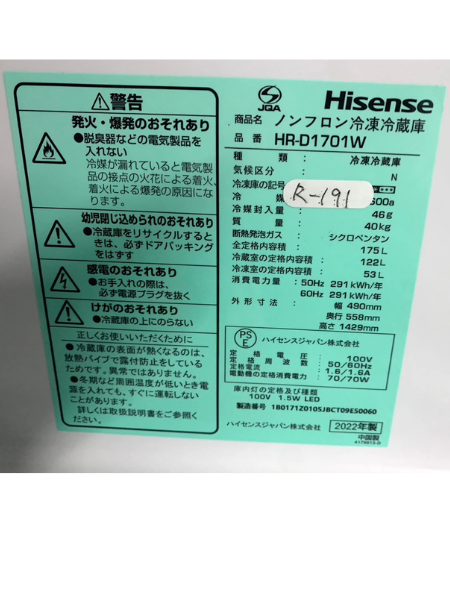 ⚠警告
発火・爆発のおそれあり
●脱臭器などの電気製品を
入れない
冷媒が漏れていると電気製
品の接点の火花による着火、
着火による爆発の原因にな
ります。
幼児閉じ込められのおそれあり
●冷蔵庫をリサイクルすると
きは、必ずドアパッキング
をはずす
感電のおそれあり
●お手入れの際は、
必ず電源プラグを抜く
けがのおそれあり
●冷蔵庫の上にのらない
正しくお使いいただくために
●冷蔵庫の表面が熱くなるのは、
放熱パイプで露付防止をしている
ためです。異常ではありません。
●冬期など周囲温度が低いとき電
源を入れても、すぐに運転しない
ことがあります。
詳しくは取扱説明書をご参照
ください。
JQA
Hisense
商品名 ノンフロン冷凍冷蔵庫
品番 HR-D1701W
種類: 冷凍冷蔵庫
気候区分: N
冷凍庫の記号
R-191
冷媒 600a
冷媒封入量: 46g
質量: 40kg
断熱発泡ガス: シクロペンタン
全定格内容積: 175L
冷蔵室の定格内容積: 122L
冷凍室の定格内容積: 53L
消費電力量: 50Hz 291kWh/年
60Hz 291kWh/年
外形寸法: 幅 490mm
奥行 558mm
高さ 1429mm
PSE
ハイセンスジャパン株式会社
定格電圧: 100V
定格周波数: 50/60Hz
定格電流: 1.8/1.6A
電動機の定格消費電力: 70/70W
庫内灯の定格及び種類
100V 1.5W LED
製造番号 1B0171Z0105JBCTD9E50060
ハイセンスジャパン株式会社
2022年製
中国製